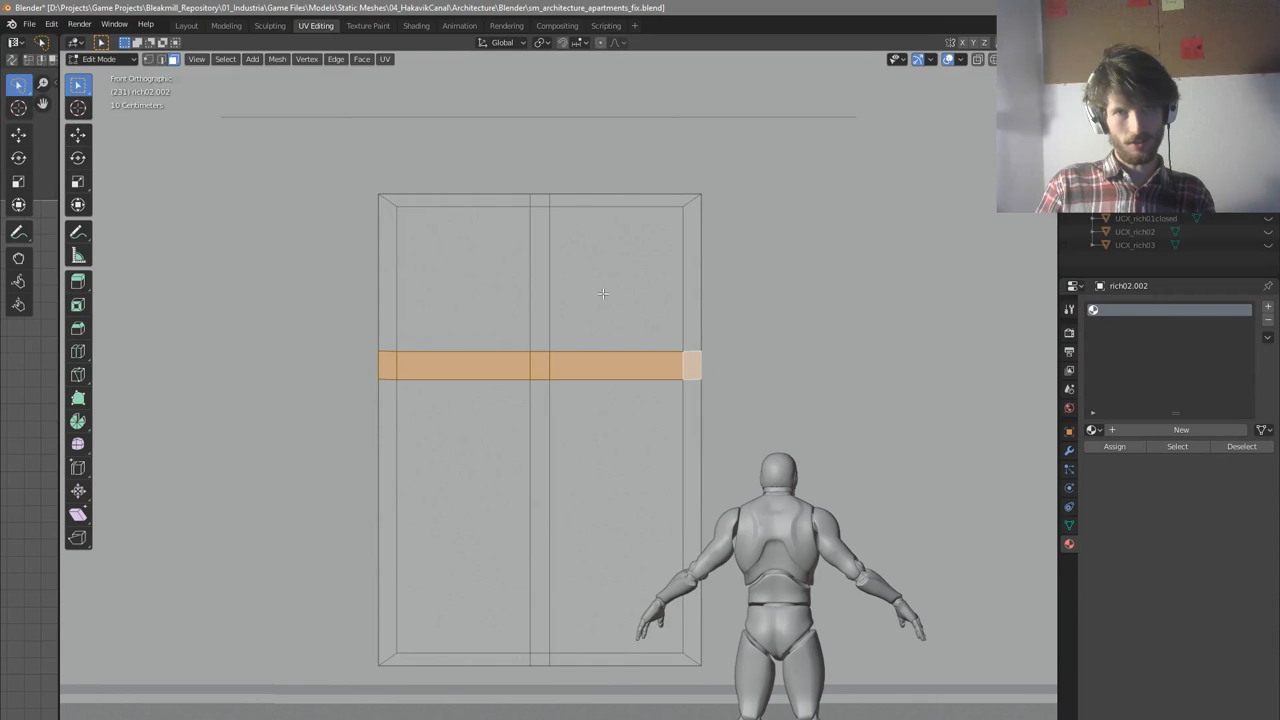 Blender* [D:\Projects\Game Projects\Bleakmill_Repository\01_Industria\Game Files\Models\Static Meshes\04_HakavikCanal\Architecture\Blender\sm_architecture_apartments_fix.blend]
File Edit Render Window Help Layout Modeling Sculpting UV Editing Texture Paint Shading Animation Rendering Compositing Scripting +
Global X Y Z
Edit Mode View Select Add Mesh Vertex Edge Face UV
Front Orthographic
(231) rich02.002
10 Centimeters
UCX_rich01closed
UCX_rich02
UCX_rich03
rich02.002
New
Assign Select Deselect